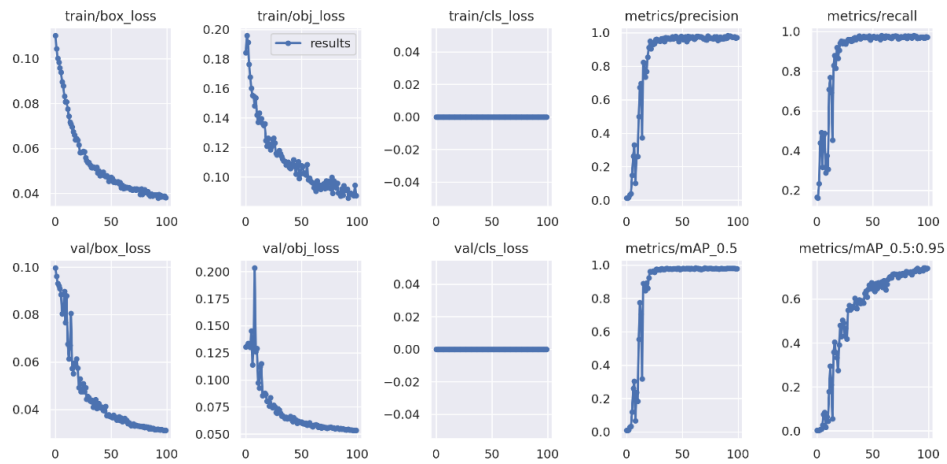 train/box_loss
0.10
0.08
0.06
0.04
0 50 100
train/obj_loss
results
0.20
0.18
0.16
0.14
0.12
0.10
0 50 100
train/cls_loss
0.04
0.02
0.00
−0.02
−0.04
0 50 100
metrics/precision
1.0
0.8
0.6
0.4
0.2
0.0
0 50 100
metrics/recall
1.0
0.8
0.6
0.4
0.2
0 50 100
val/box_loss
0.10
0.08
0.06
0.04
0 50 100
val/obj_loss
0.200
0.175
0.150
0.125
0.100
0.075
0.050
0 50 100
val/cls_loss
0.04
0.02
0.00
−0.02
−0.04
0 50 100
metrics/mAP_0.5
1.0
0.8
0.6
0.4
0.2
0.0
0 50 100
metrics/mAP_0.5:0.95
0.6
0.4
0.2
0.0
0 50 100